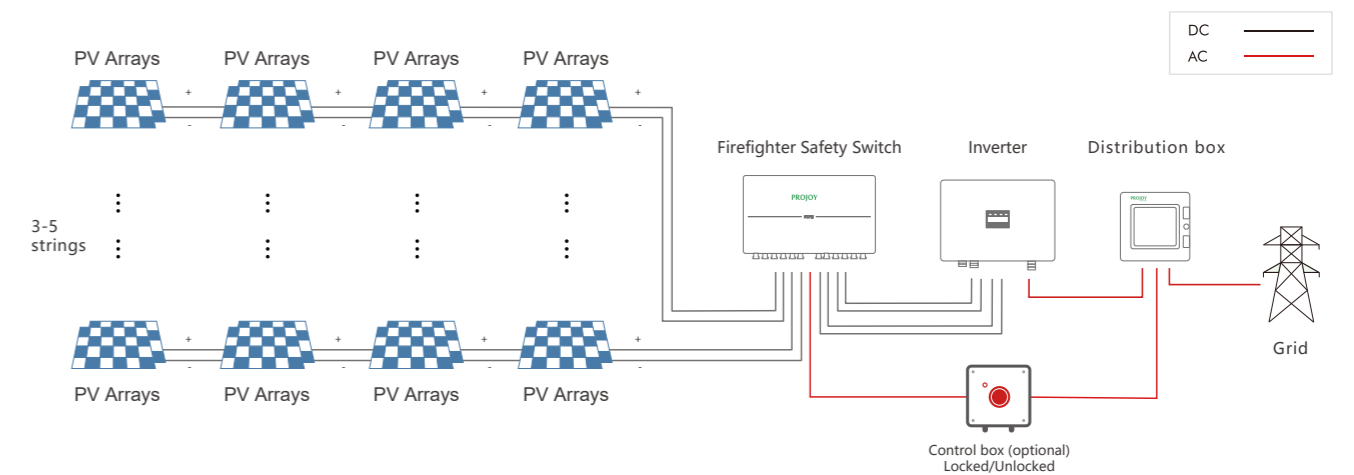 DC
AC
PV Arrays PV Arrays PV Arrays PV Arrays
+ + + +
- - - -
Firefighter Safety Switch Inverter Distribution box
PROJOY
PROJOY
3-5
strings
Grid
+ + + +
- - - -
PV Arrays PV Arrays PV Arrays PV Arrays
Control box (optional)
Locked/Unlocked